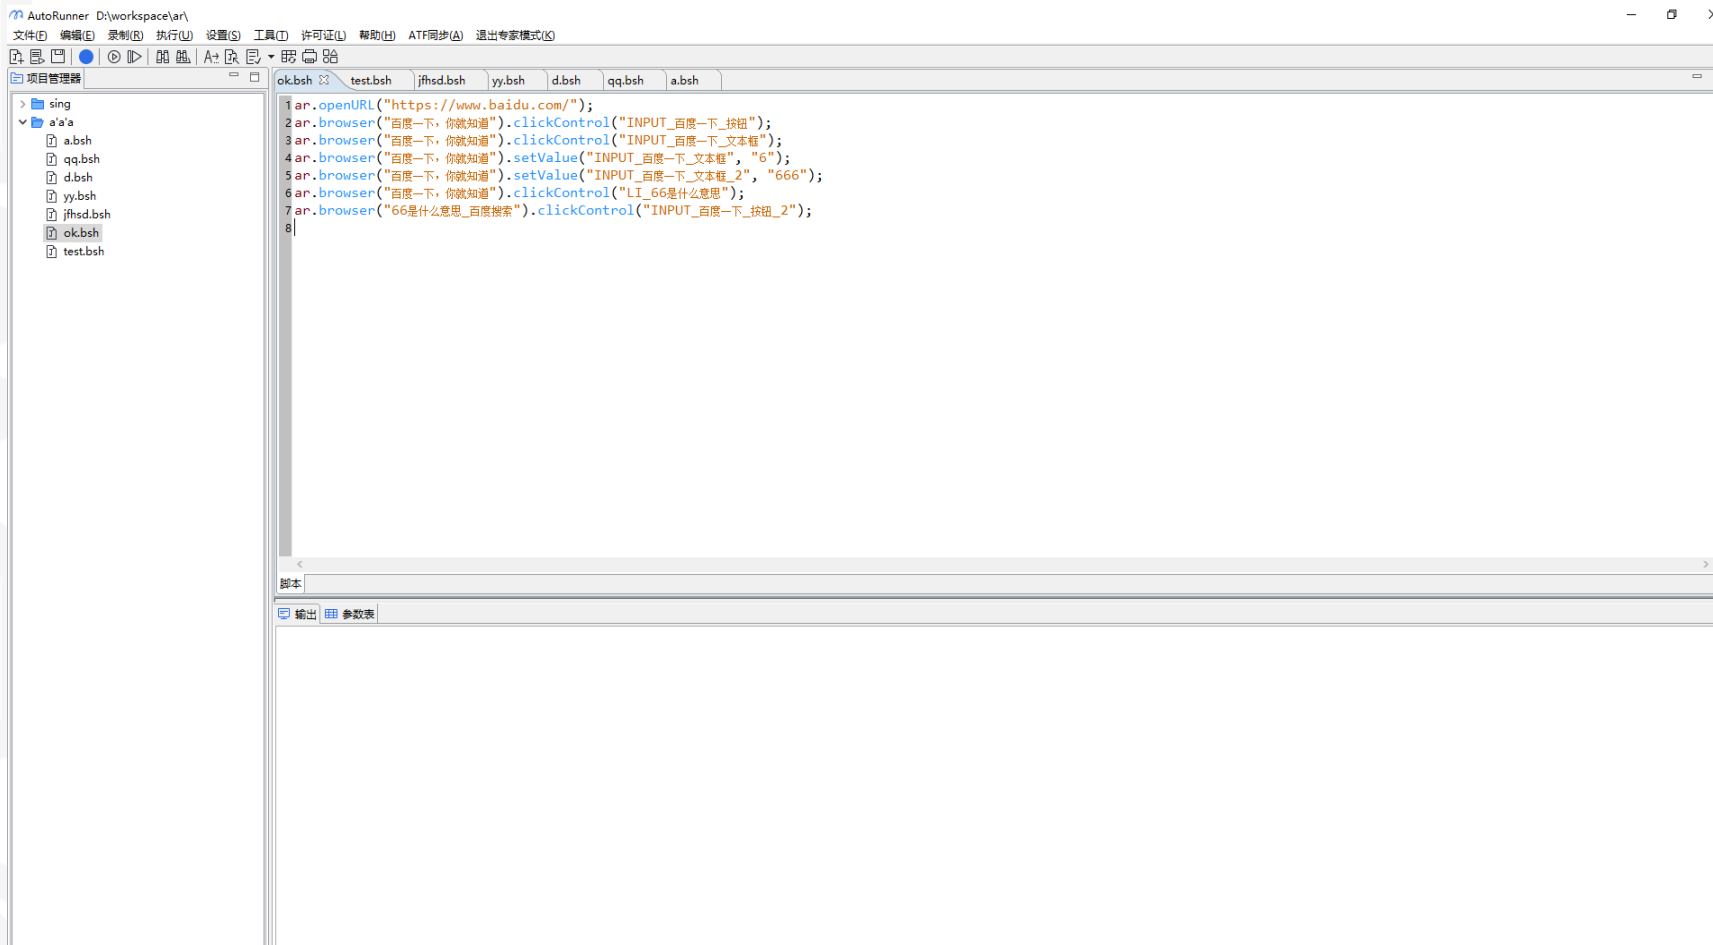 AutoRunner D:\workspace\ar\
文件(F) 编辑(E) 录制(R) 执行(U) 设置(S) 工具(T) 许可证(L) 帮助(H) ATF同步(A) 退出专家模式(K)
项目管理器
sing
a'a'a
a.bsh
qq.bsh
d.bsh
yy.bsh
jfhsd.bsh
ok.bsh
test.bsh
ok.bsh test.bsh jfhsd.bsh yy.bsh d.bsh qq.bsh a.bsh
1 ar.openURL("https://www.baidu.com/");
2 ar.browser("百度一下，你就知道").clickControl("INPUT_百度一下_按钮");
3 ar.browser("百度一下，你就知道").clickControl("INPUT_百度一下_文本框");
4 ar.browser("百度一下，你就知道").setValue("INPUT_百度一下_文本框", "6");
5 ar.browser("百度一下，你就知道").setValue("INPUT_百度一下_文本框_2", "666");
6 ar.browser("百度一下，你就知道").clickControl("LI_66是什么意思");
7 ar.browser("66是什么意思_百度搜索").clickControl("INPUT_百度一下_按钮_2");
8
脚本
输出 参数表